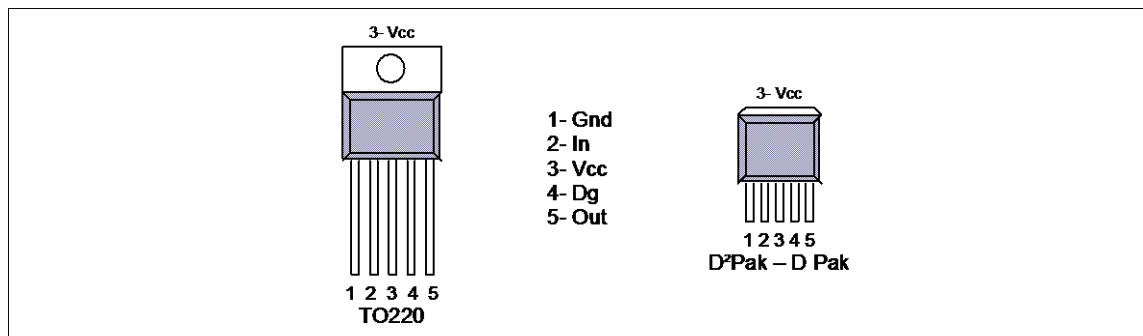 3- Vcc
1 2 3 4 5
TO220
1- Gnd
2- In
3- Vcc
4- Dg
5- Out
3- Vcc
1 2 3 4 5
D²Pak – D Pak